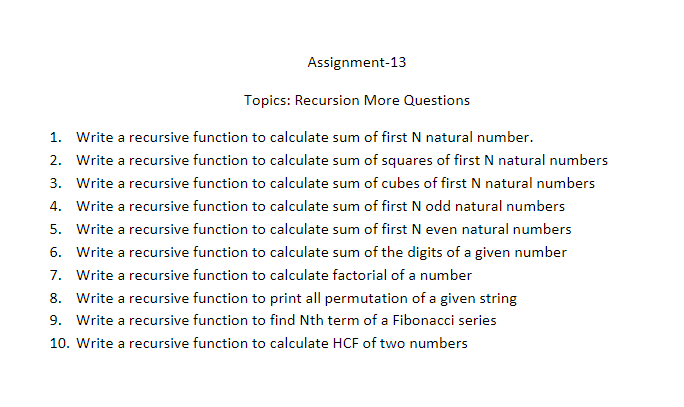 Assignment-13
Topics: Recursion More Questions
1. Write a recursive function to calculate sum of first N natural number.
2. Write a recursive function to calculate sum of squares of first N natural numbers
3. Write a recursive function to calculate sum of cubes of first N natural numbers
4. Write a recursive function to calculate sum of first N odd natural numbers
5. Write a recursive function to calculate sum of first N even natural numbers
6. Write a recursive function to calculate sum of the digits of a given number
7. Write a recursive function to calculate factorial of a number
8. Write a recursive function to print all permutation of a given string
9. Write a recursive function to find Nth term of a Fibonacci series
10. Write a recursive function to calculate HCF of two numbers